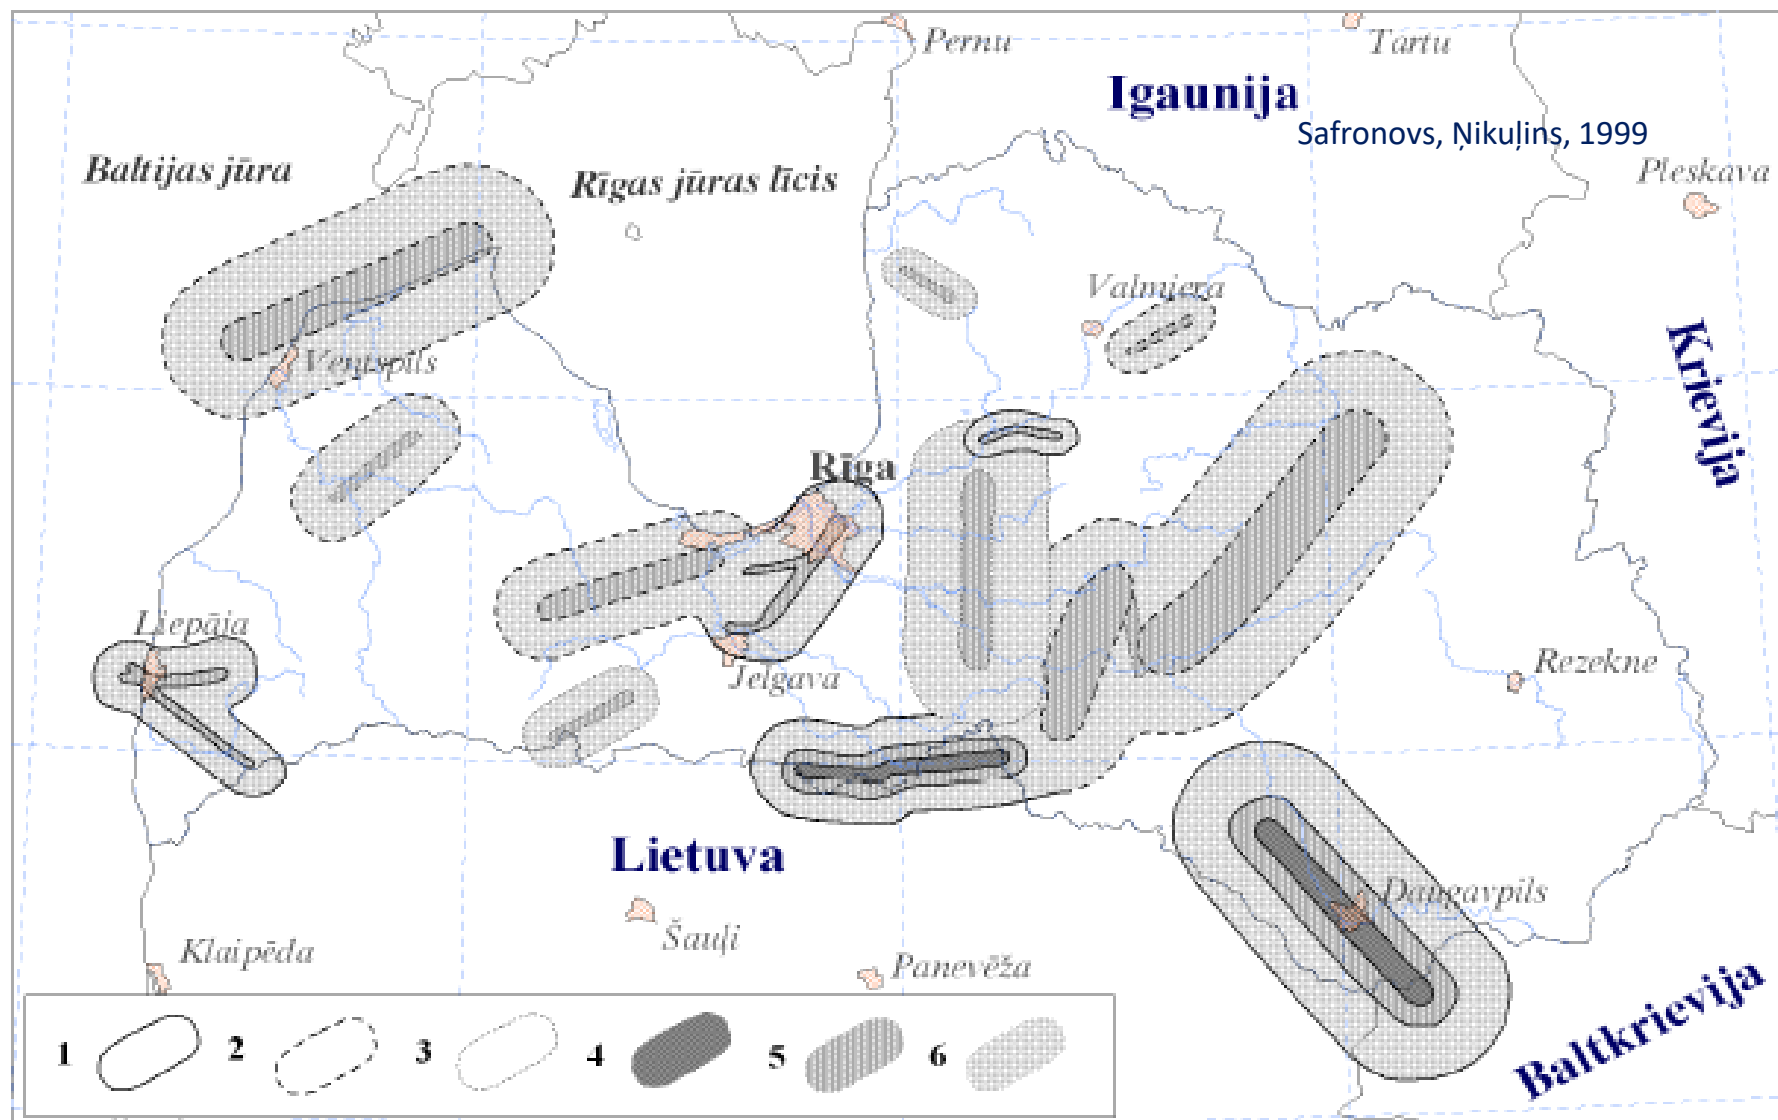 Pernu
Tartu
Igaunija
Safronovs, Ņikuļins, 1999
Baltijas jūra
Rīgas jūras līcis
Pleskava
Valmiera
Ventspils
Krievija
Rīga
Liepāja
Jelgava
Rezekne
Lietuva
Daugavpils
Šauļi
Klaipēda
Panevēža
Baltkrievija
1 2 3 4 5 6